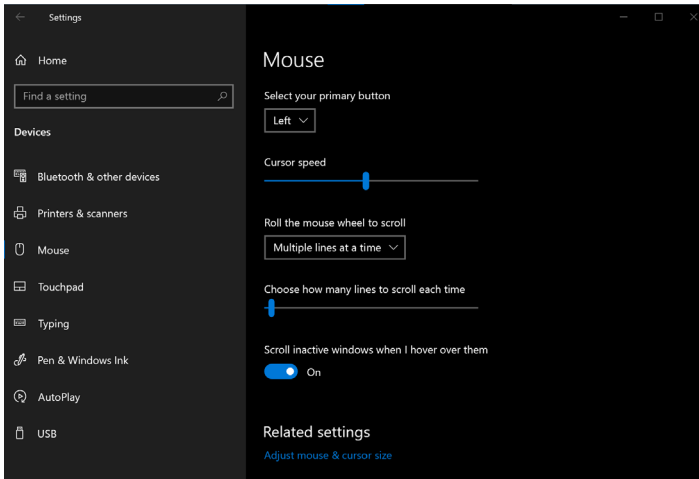 Settings
Home
Find a setting
Devices
Bluetooth & other devices
Printers & scanners
Mouse
Touchpad
Typing
Pen & Windows Ink
AutoPlay
USB
Mouse
Select your primary button
Left
Cursor speed
Roll the mouse wheel to scroll
Multiple lines at a time
Choose how many lines to scroll each time
Scroll inactive windows when I hover over them
On
Related settings
Adjust mouse & cursor size